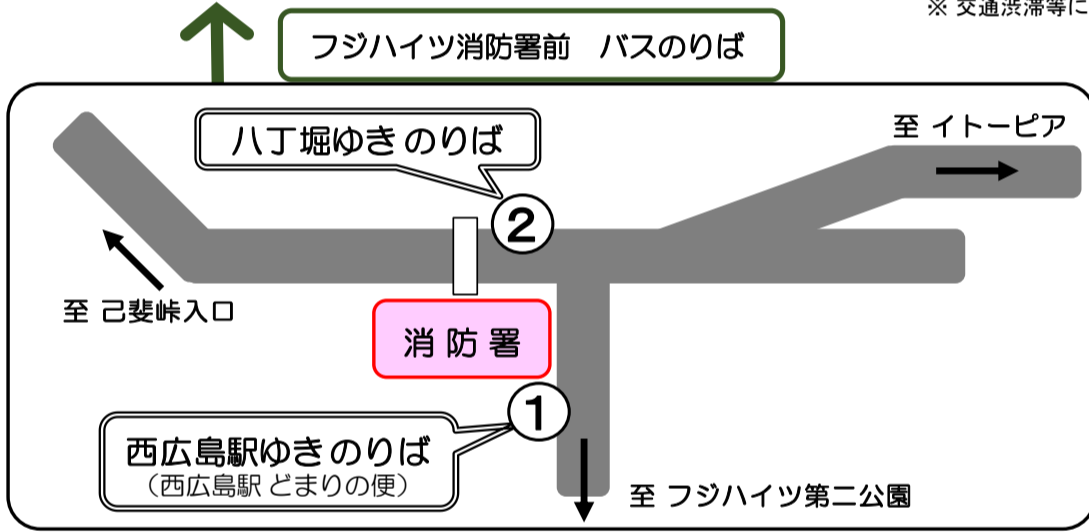 ※ 交通渋滞等に
フジハイツ消防署前 バスのりば
八丁堀ゆき のりば
至 イトーピア
②
至 己斐峠入口
消防署
①
西広島駅ゆき のりば
（西広島駅 どまりの便）
至 フジハイツ第二公園